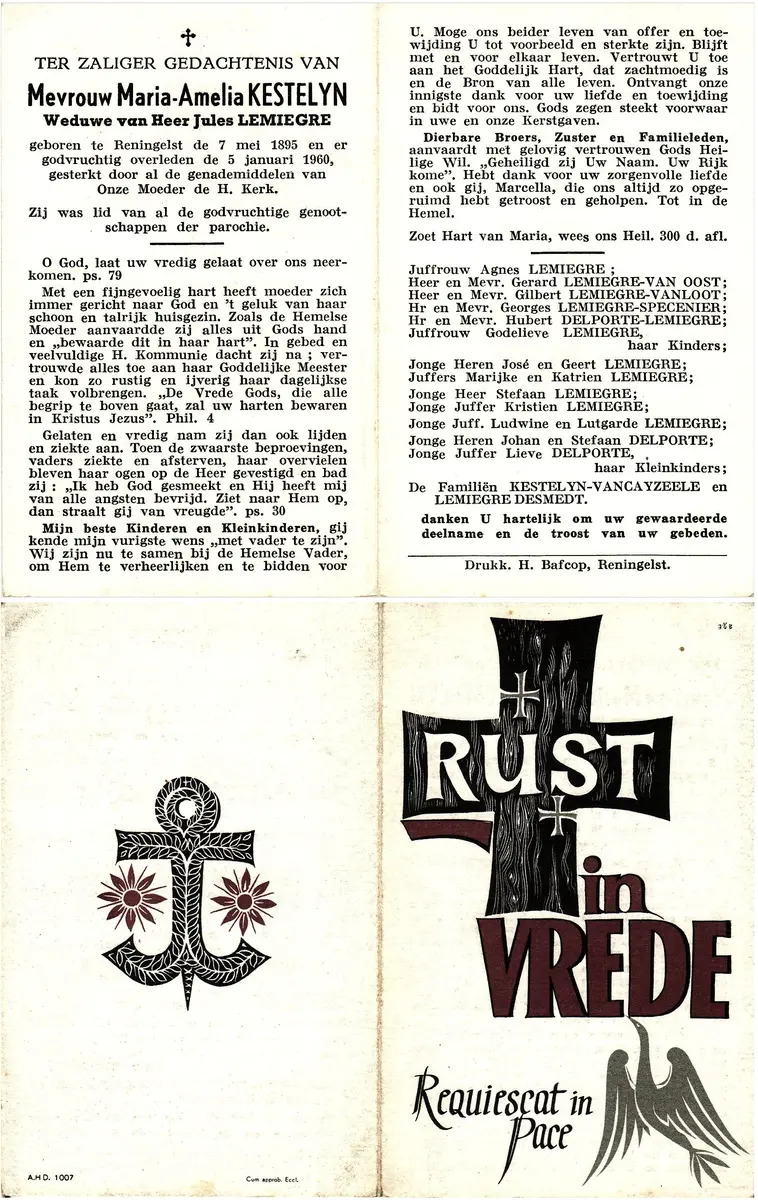 TER ZALIGER GEDACHTENIS VAN
Mevrouw Maria-Amelia KESTELYN
Weduwe van Heer Jules LEMIEGRE
geboren te Reningelst de 7 mei 1895 en er
godvruchtig overleden de 5 januari 1960,
gesterkt door al de genademiddelen van
Onze Moeder de H. Kerk.
Zij was lid van al de godvruchtige genoot-
schappen der parochie.
O God, laat uw vredig gelaat over ons neer-
komen. ps. 79
Met een fijngevoelig hart heeft moeder zich
immer gericht naar God en 't geluk van haar
schoon en talrijk huisgezin. Zoals de Hemelse
Moeder aanvaardde zij alles uit Gods hand
en „bewaarde dit in haar hart”. In gebed en
veelvuldige H. Kommunie dacht zij na ; ver-
trouwde alles toe aan haar Goddelijke Meester
en kon zo rustig en ijverig haar dagelijkse
taak volbrengen. „De Vrede Gods, die alle
begrip te boven gaat, zal uw harten bewaren
in Kristus Jezus”. Phil. 4
Gelaten en vredig nam zij dan ook lijden
en ziekte aan. Toen de zwaarste beproevingen,
vaders ziekte en afsterven, haar overvielen
bleven haar ogen op de Heer gevestigd en bad
zij : „Ik heb God gesmeekt en Hij heeft mij
van alle angsten bevrijd. Ziet naar Hem op,
dan straalt gij van vreugde”. ps. 30
Mijn beste Kinderen en Kleinkinderen, gij
kende mijn vurigste wens „met vader te zijn”.
Wij zijn nu te samen bij de Hemelse Vader,
om Hem te verheerlijken en te bidden voor
U. Moge ons beider leven van offer en toe-
wijding U tot voorbeeld en sterkte zijn. Blijft
met en voor elkaar leven. Vertrouwt U toe
aan het Goddelijk Hart, dat zachtmoedig is
en de Bron van alle leven. Ontvangt onze
innigste dank voor uw liefde en toewijding
en bidt voor ons. Gods zegen steekt voorwaar
in uwe en onze Kerstgaven.
Dierbare Broers, Zuster en Familieleden,
aanvaardt met gelovig vertrouwen Gods Hei-
lige Wil. „Geheiligd zij Uw Naam. Uw Rijk
kome”. Hebt dank voor uw zorgenvolle liefde
en ook gij, Marcella, die ons altijd zo opge-
ruimd hebt getroost en geholpen. Tot in de
Hemel.
Zoet Hart van Maria, wees ons Heil. 300 d. afl.
Juffrouw Agnes LEMIEGRE ;
Heer en Mevr. Gerard LEMIEGRE-VAN OOST;
Heer en Mevr. Gilbert LEMIEGRE-VANLOOT;
Hr en Mevr. Georges LEMIEGRE-SPECENIER;
Hr en Mevr. Hubert DELPORTE-LEMIEGRE;
Juffrouw Godelieve LEMIEGRE,
haar Kinders;
Jonge Heren José en Geert LEMIEGRE;
Juffers Marijke en Katrien LEMIEGRE;
Jonge Heer Stefaan LEMIEGRE;
Jonge Juffer Kristien LEMIEGRE;
Jonge Juff. Ludwine en Lutgarde LEMIEGRE;
Jonge Heren Johan en Stefaan DELPORTE;
Jonge Juffer Lieve DELPORTE,
haar Kleinkinders;
De Familiën KESTELYN-VANCAYZEELE en
LEMIEGRE DESMEDT.
danken U hartelijk om uw gewaardeerde
deelname en de troost van uw gebeden.
Drukk. H. Bafcop, Reningelst.
RUST
in
VREDE
Requiescat in
Pace
A.H D. 1007
Cum approb. Eccl.